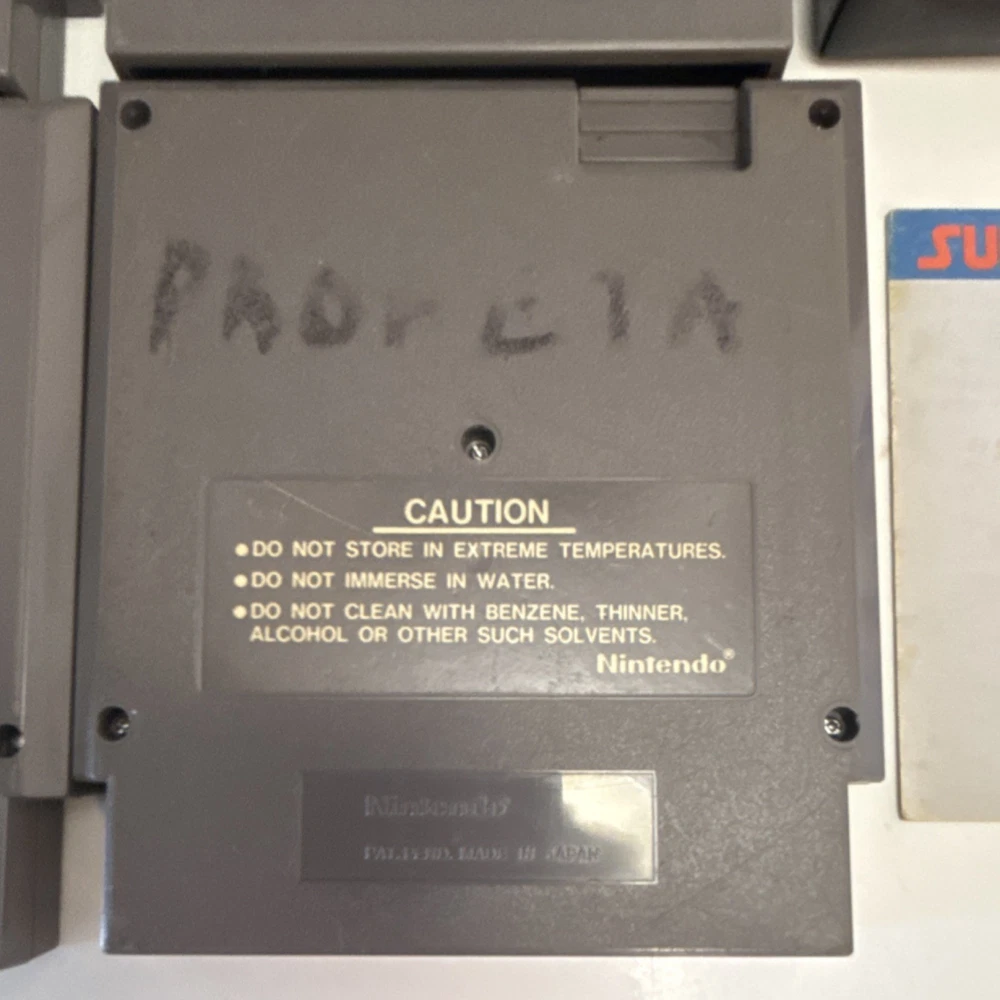 PROFETA
SU
CAUTION
●DO NOT STORE IN EXTREME TEMPERATURES.
●DO NOT IMMERSE IN WATER.
●DO NOT CLEAN WITH BENZENE, THINNER,
ALCOHOL OR OTHER SUCH SOLVENTS.
Nintendo®
Nintendo®
PAT.PEND. MADE IN JAPAN